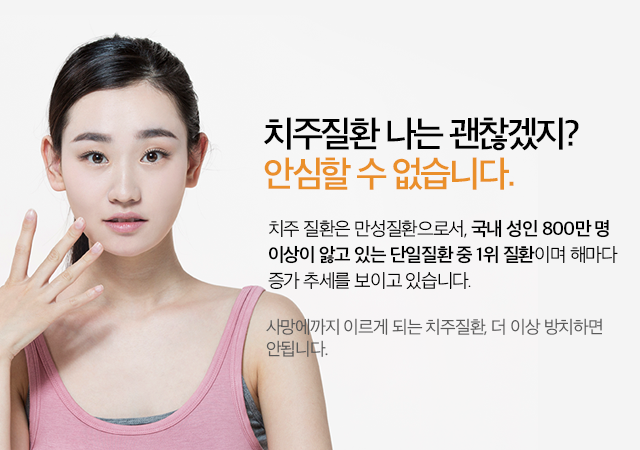 치주질환 나는 괜찮겠지?
안심할 수 없습니다.
치주 질환은 만성질환으로서, 국내 성인 800만 명
이상이 앓고 있는 단일질환 중 1위 질환이며 해마다
증가 추세를 보이고 있습니다.
사망에까지 이르게 되는 치주질환, 더 이상 방치하면
안됩니다.